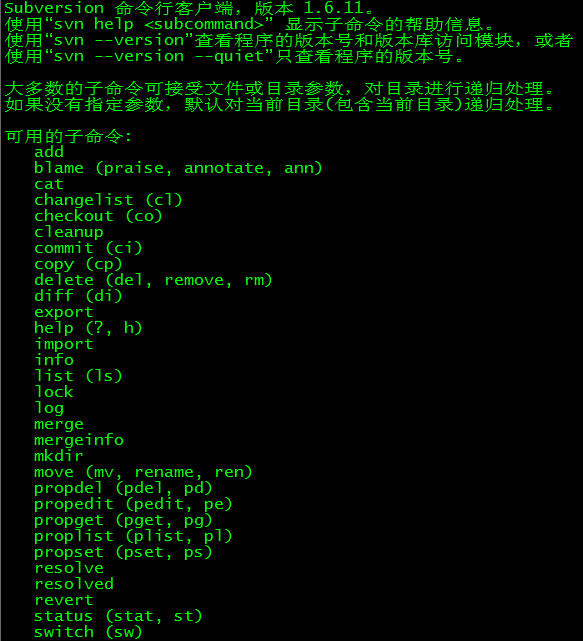 Subversion 命令行客户端，版本 1.6.11。
使用“svn help <subcommand>” 显示子命令的帮助信息。
使用“svn --version”查看程序的版本号和版本库访问模块，或者
使用“svn --version --quiet”只查看程序的版本号。
大多数的子命令可接受文件或目录参数，对目录进行递归处理。
如果没有指定参数，默认对当前目录(包含当前目录)递归处理。
可用的子命令：
add
blame (praise, annotate, ann)
cat
changelist (cl)
checkout (co)
cleanup
commit (ci)
copy (cp)
delete (del, remove, rm)
diff (di)
export
help (?, h)
import
info
list (ls)
lock
log
merge
mergeinfo
mkdir
move (mv, rename, ren)
propdel (pdel, pd)
propedit (pedit, pe)
propget (pget, pg)
proplist (plist, pl)
propset (pset, ps)
resolve
resolved
revert
status (stat, st)
switch (sw)